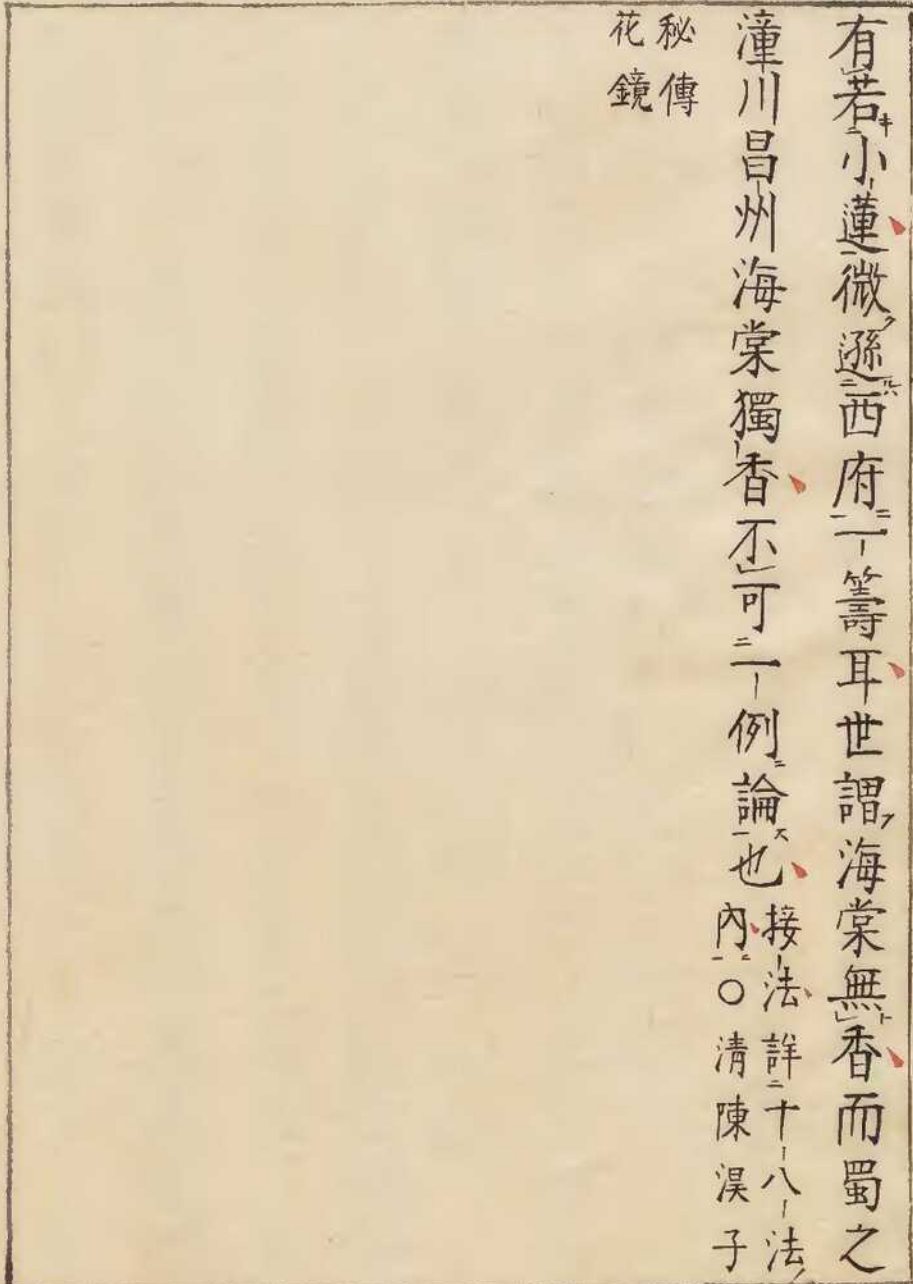 有若小蓮微遜西府一籌耳世謂海棠無香而蜀之
潼川昌州海棠獨香不可一例論也
接法詳十八法
內○清陳淏子
秘傳
花鏡